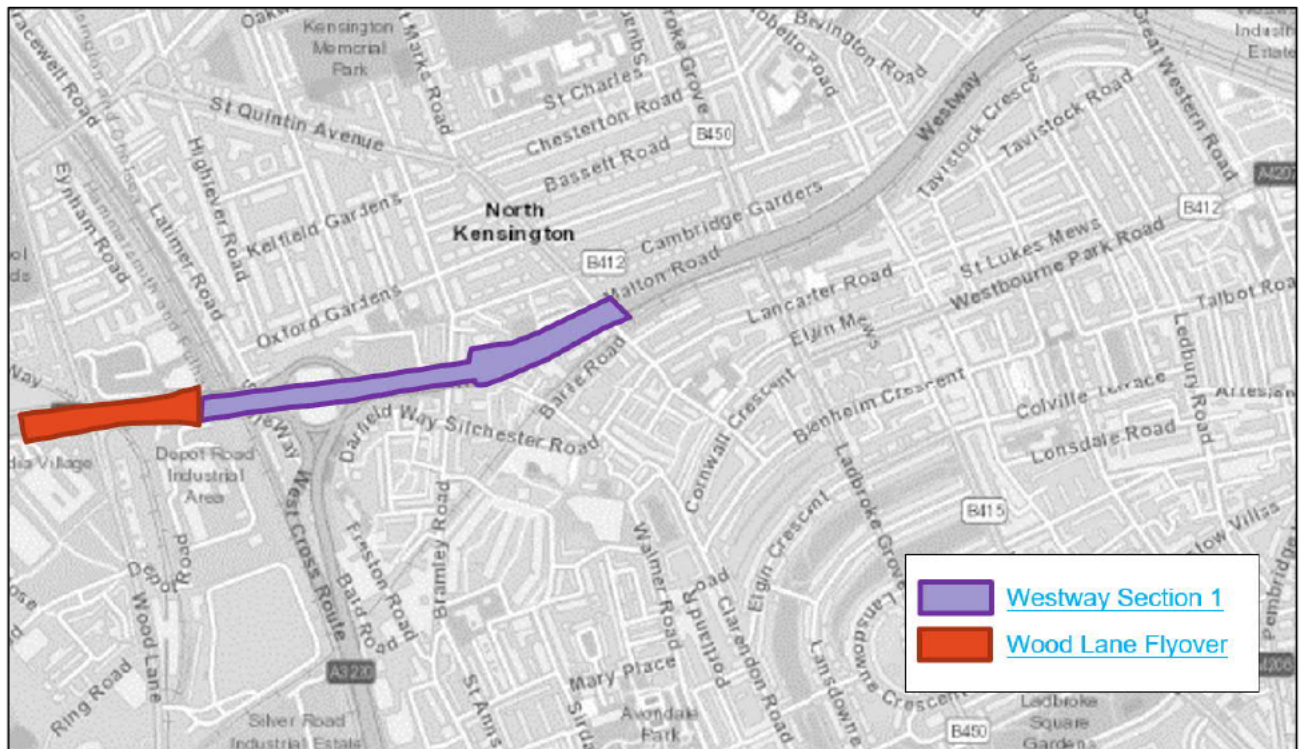 Kensington
Memorial
Park
St Marks Road
St Charles
Chesterton Road
Bassett Road
St Quintin Avenue
Highlever Road
Latimer Road
Eynham Road
Kelfield Gardens
Oxford Gardens
North
Kensington
B450
B412
Cambridge Gardens
Malton Road
Westway
Tavistock Road
Great Western Road
A4207
B412
St Lukes Mews
Westbourne Park Road
Lancaster Road
Elgin Mews
Ledbury Road
Colville Terrace
Lonsdale Road
Blenheim Crescent
Cornwall Crescent
Elgin Crescent
Ladbroke Grove
B415
Darfield Way
Silchester Road
Depot Road
Industrial
Area
West Cross Route
Freston Road
Bard Road
Bramley Road
Walmer Road
Portland Road
Clarendon Road
Lansdowne Crescent
Depot Road
Wood Lane
Ring Road
A3220
Mary Place
Avondale
Park
Silver Road
Industrial Estate
St Anns
B450
Ladbroke
Square
Gardens
Westway Section 1
Wood Lane Flyover